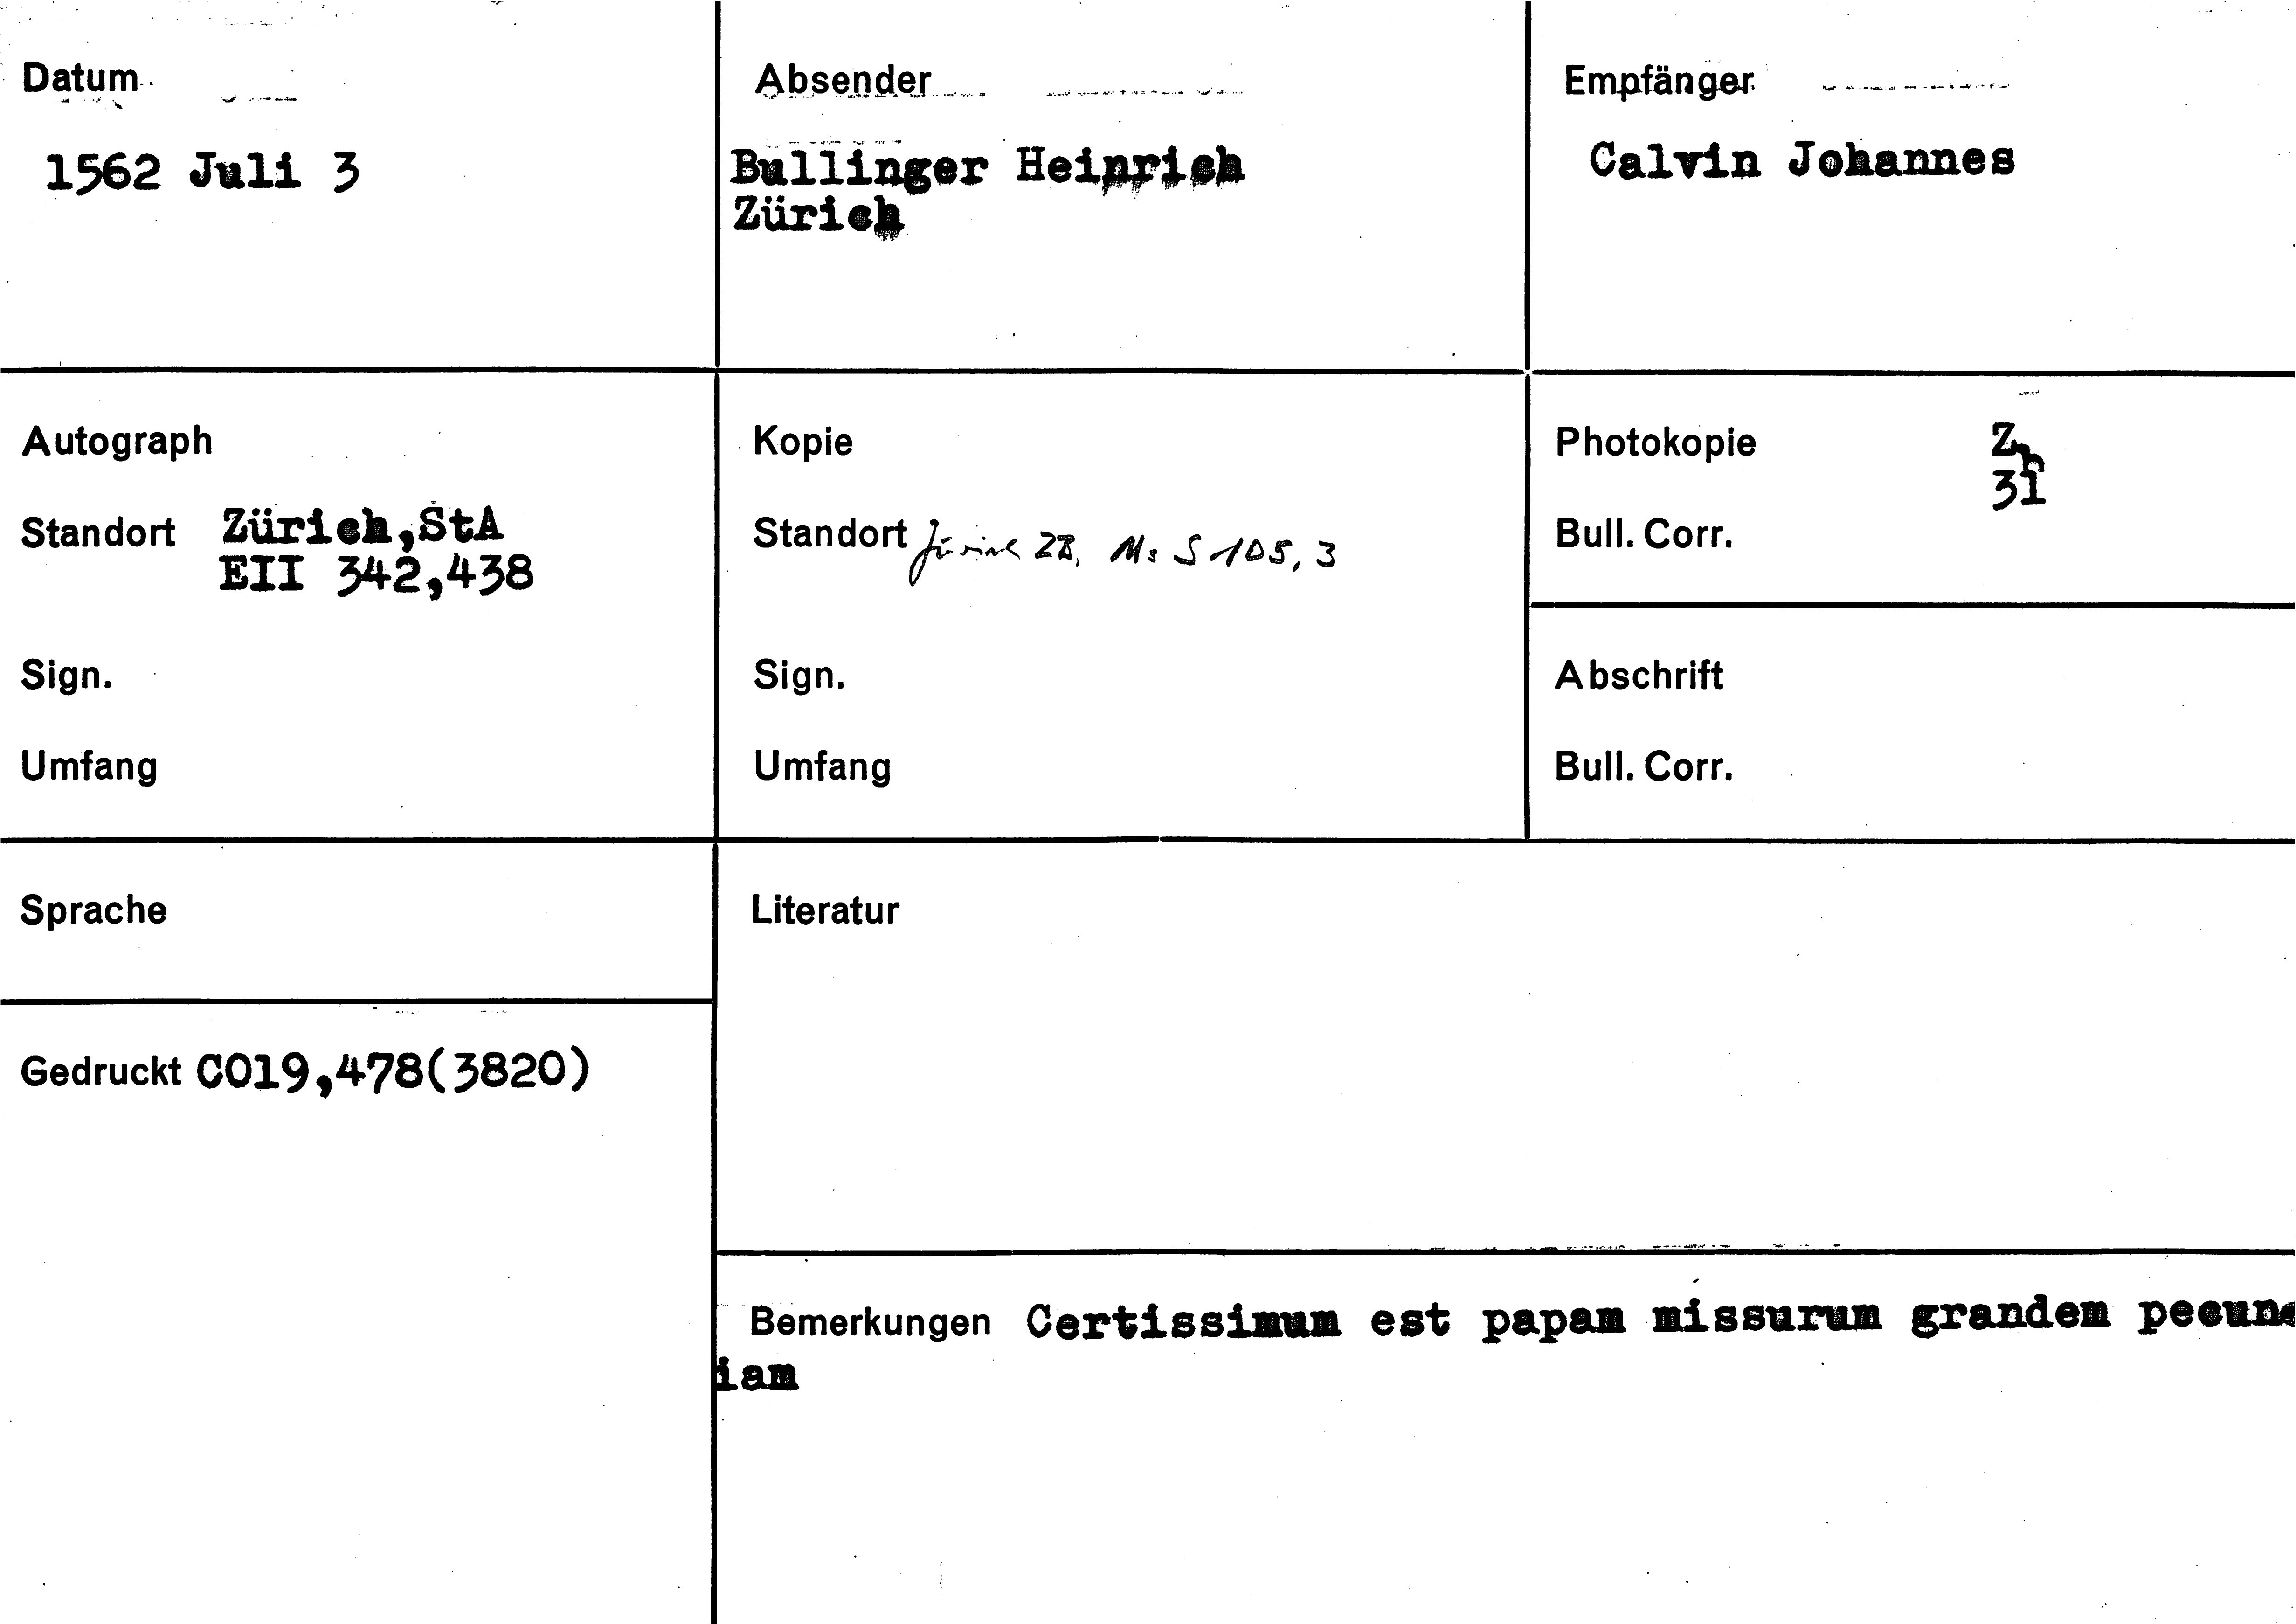 Datum
1562 Juli 3
Absender
Bullinger Heinrich
Zürich
Empfänger
Calvin Johannes
Autograph
Standort Zürich,StA
EII 342,438
Sign.
Umfang
Kopie
Standort Zürich ZB, Ms S 105, 3
Sign.
Umfang
Photokopie Zh
31
Bull. Corr.
Abschrift
Bull. Corr.
Sprache
Gedruckt CO19,478(3820)
Literatur
Bemerkungen Certissimum est papam missurum grandem pecun
iam